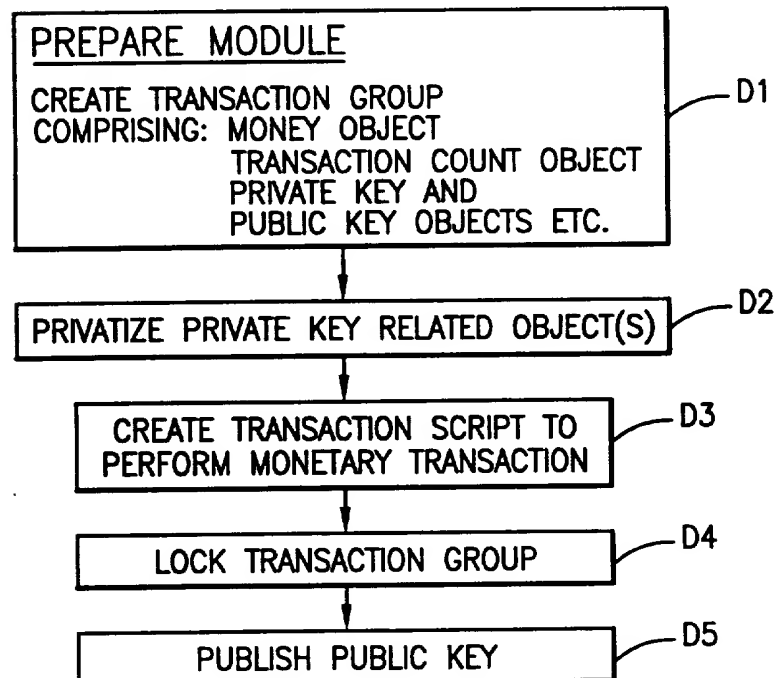 PREPARE MODULE
CREATE TRANSACTION GROUP
COMPRISING: MONEY OBJECT
TRANSACTION COUNT OBJECT
PRIVATE KEY AND
PUBLIC KEY OBJECTS ETC.
D1
PRIVATIZE PRIVATE KEY RELATED OBJECT(S)
D2
CREATE TRANSACTION SCRIPT TO
PERFORM MONETARY TRANSACTION
D3
LOCK TRANSACTION GROUP
D4
PUBLISH PUBLIC KEY
D5